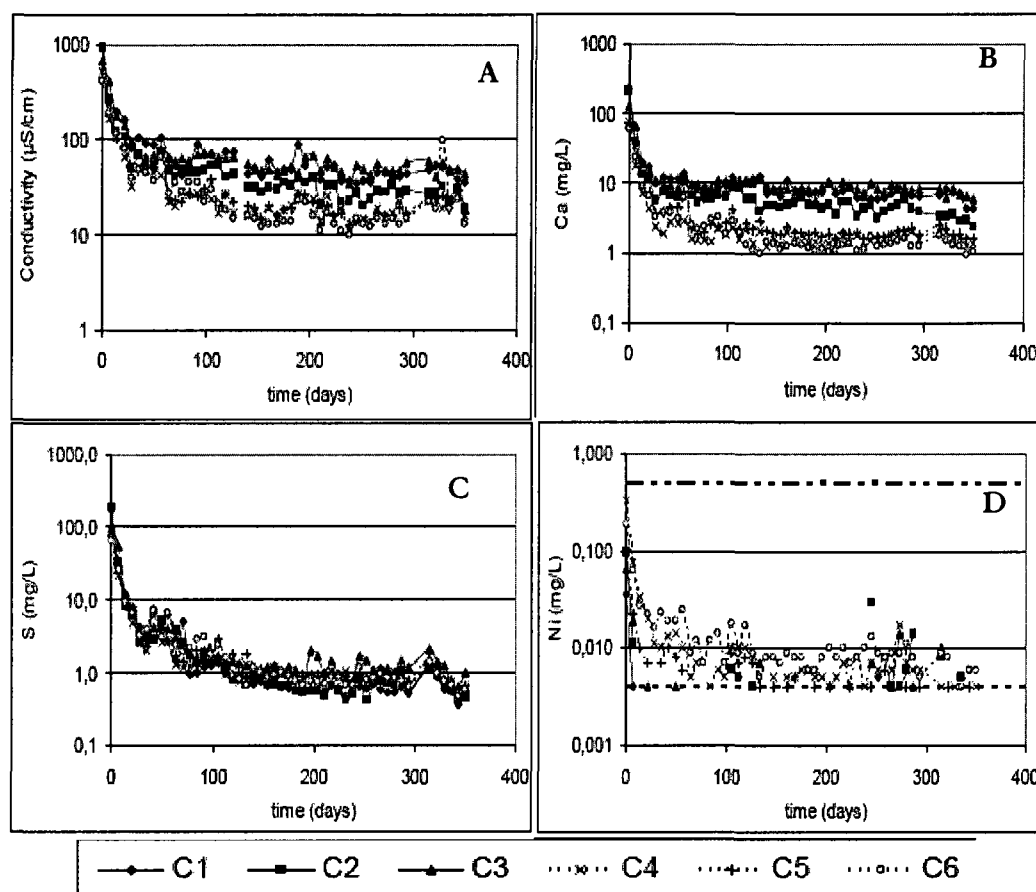 A
Conductivity (µS/cm)
1000
100
10
1
0 100 200 300 400
time (days)
B
Ca (mg/L)
1000
100
10
1
0,1
0 100 200 300 400
time (days)
C
S (mg/L)
1000,0
100,0
10,0
1,0
0,1
0 100 200 300 400
time (days)
D
Ni (mg/L)
1,000
0,100
0,010
0,001
0 100 200 300 400
time (days)
C1 C2 C3 C4 C5 C6